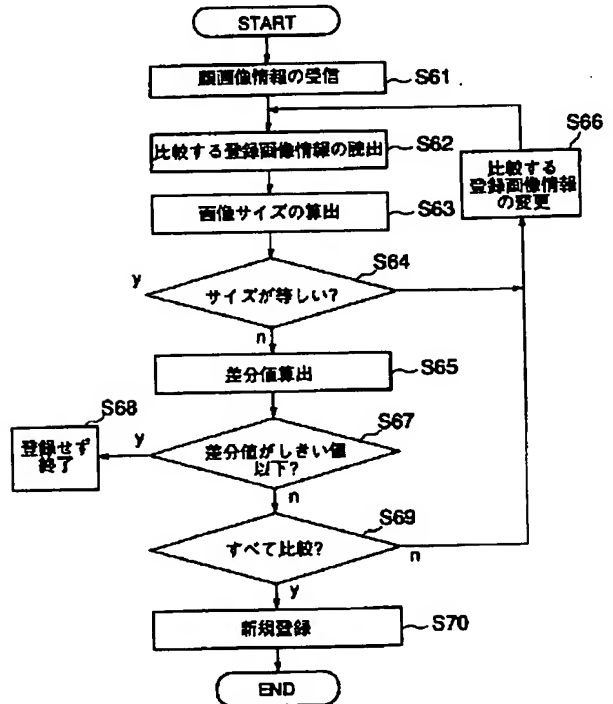 START
顔画像情報の受信
S61
比較する登録画像情報の読出
S62
S66
比較する
登録画像情報
の変更
画像サイズの算出
S63
S64
y
サイズが等しい?
n
差分値算出
S65
S68
登録せず
終了
y
S67
差分値がしきい値
以下?
n
S69
すべて比較?
n
y
新規登録
S70
END